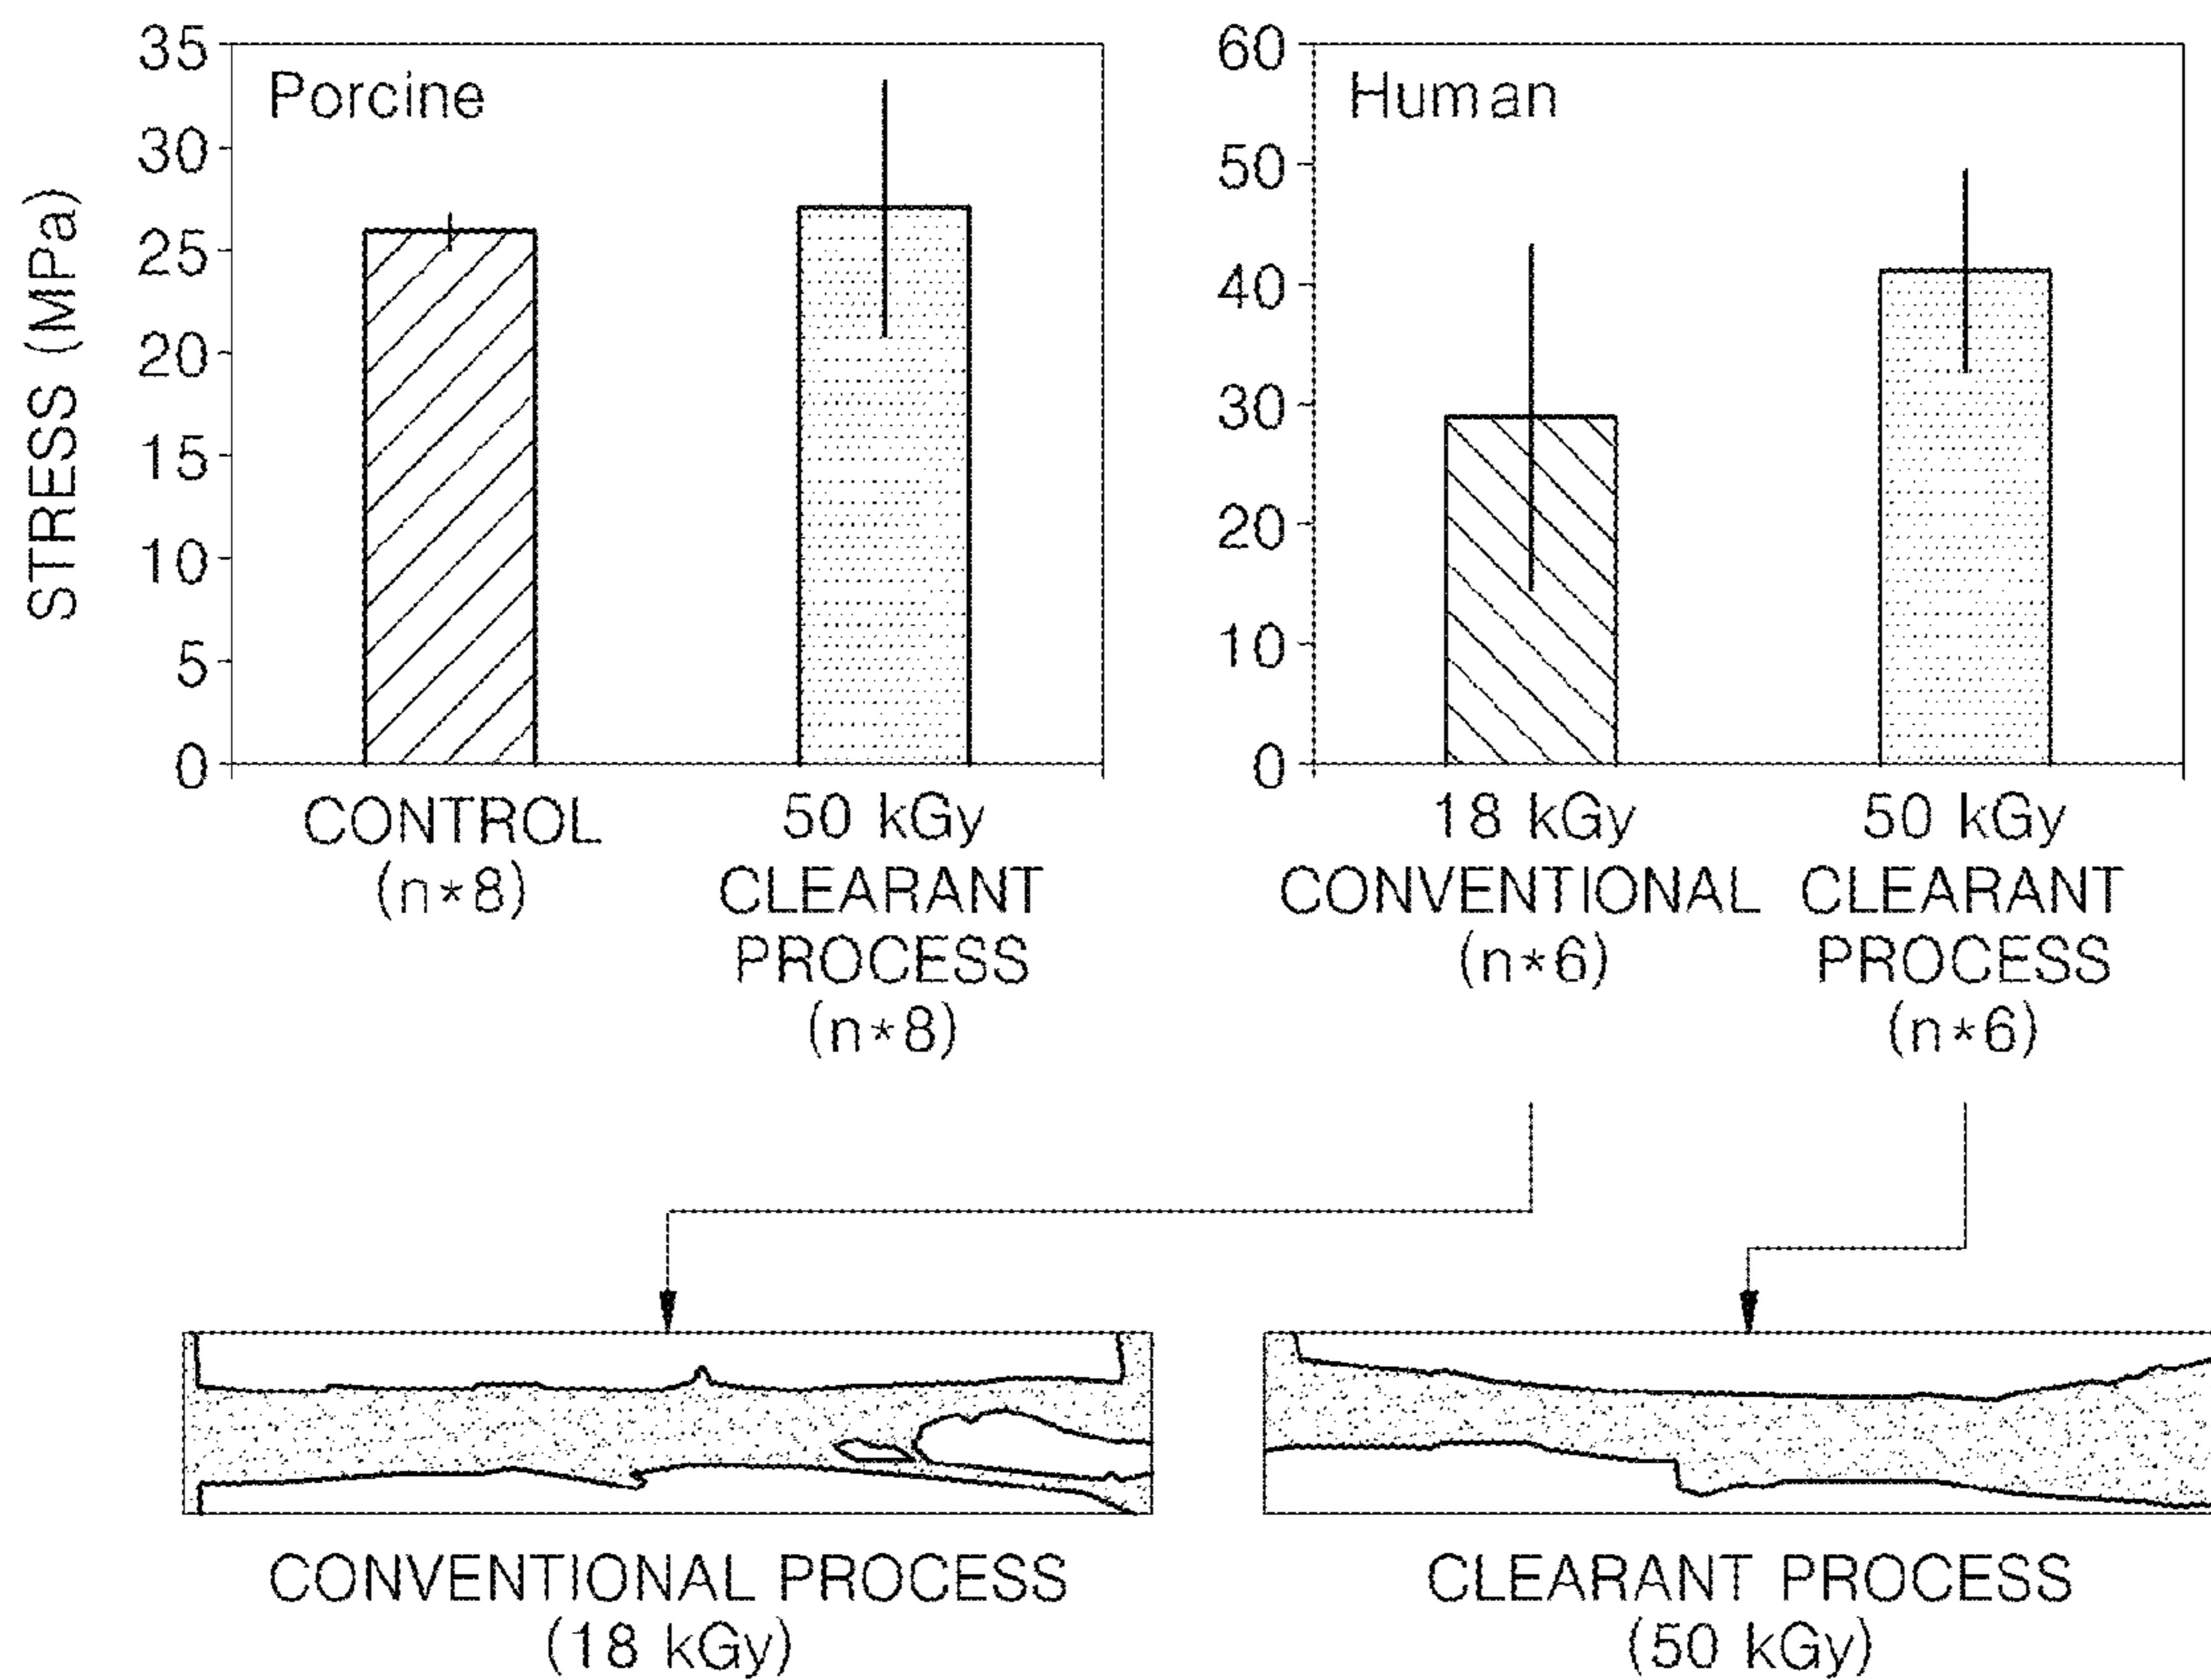 STRESS (MPa)
35
30
25
20
15
10
5
0
Porcine
CONTROL
(n*8)
50 kGy
CLEARANT
PROCESS
(n*8)
60
50
40
30
20
10
0
Human
18 kGy
CONVENTIONAL
(n*6)
50 kGy
CLEARANT
PROCESS
(n*6)
CONVENTIONAL PROCESS
(18 kGy)
CLEARANT PROCESS
(50 kGy)